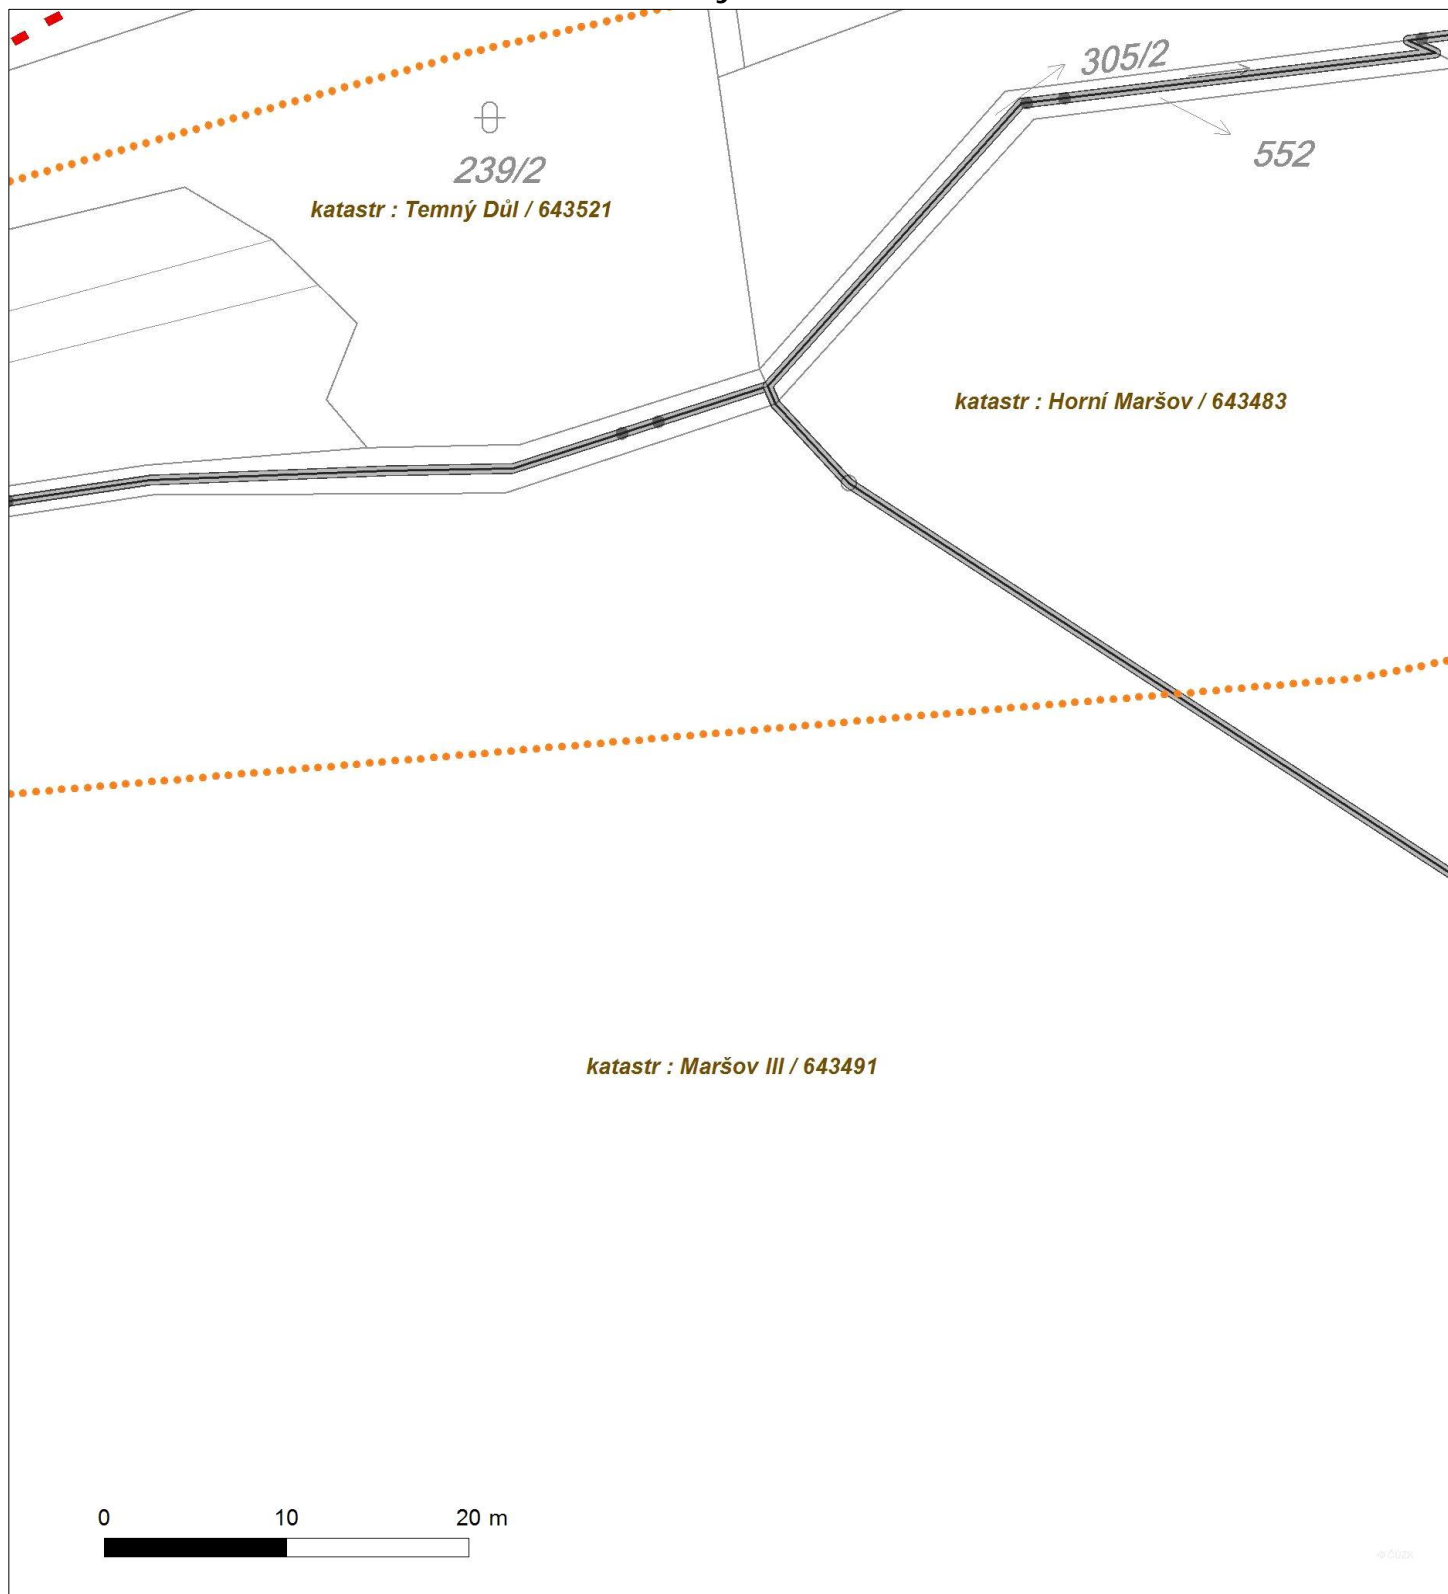 305/2
552
239/2
katastr : Temný Důl / 643521
katastr : Horní Maršov / 643483
katastr : Maršov III / 643491
0 10 20 m
© ČÚZK